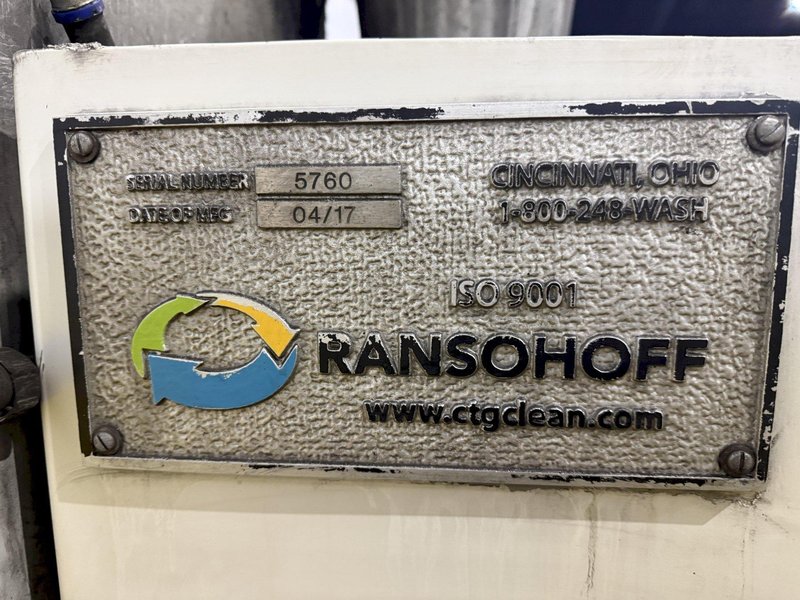 SERIAL NUMBER 5760
DATE OF MFG 04/17
CINCINNATI, OHIO
1-800-248-WASH
ISO 9001
RANSOHOFF
www.ctgclean.com